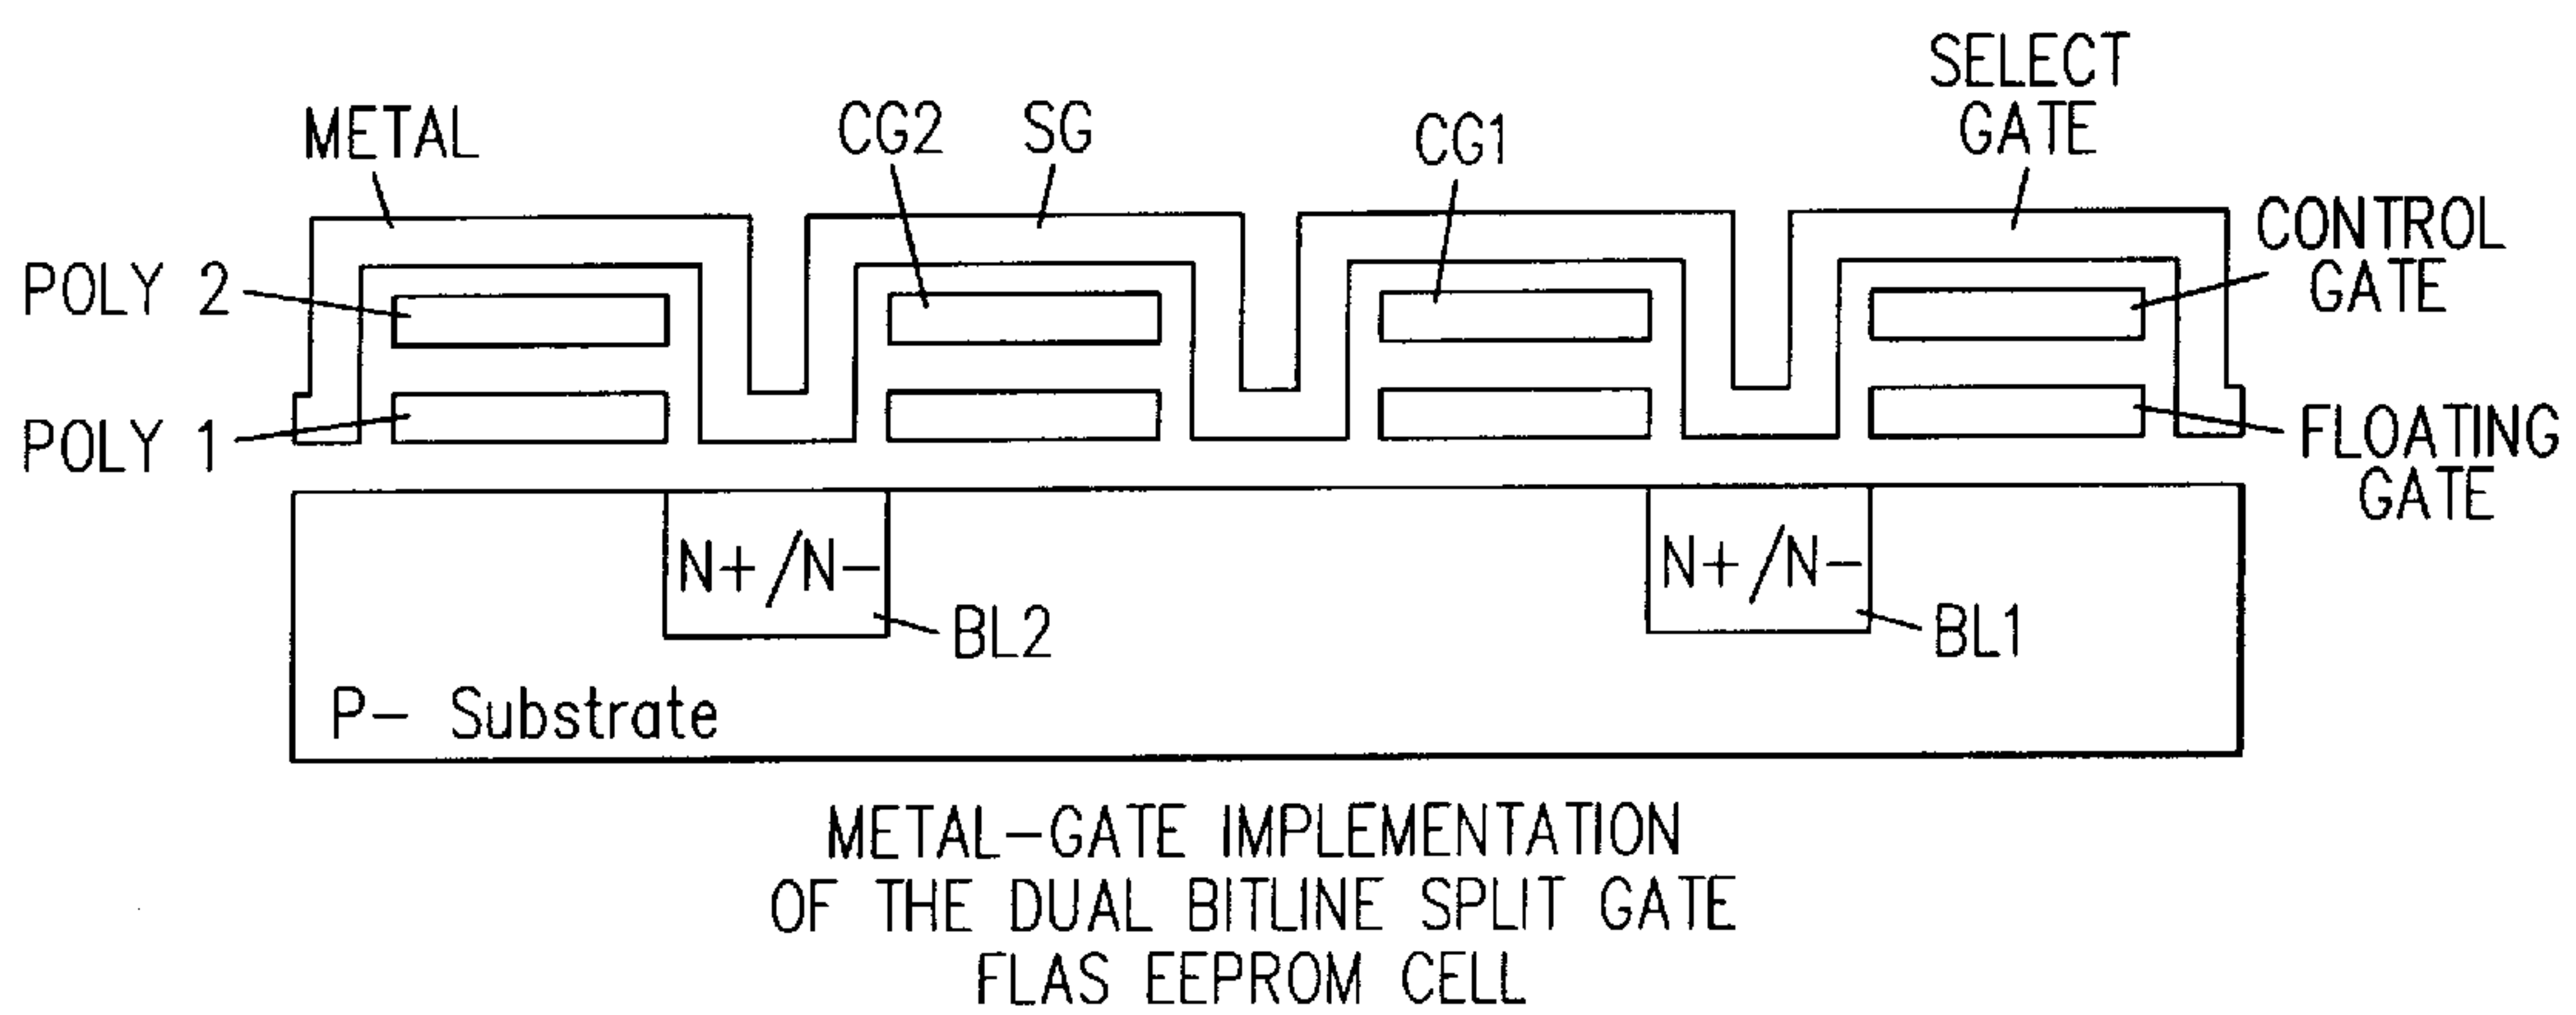 SELECT
GATE
METAL
CG2
SG
CG1
CONTROL
GATE
POLY 2
POLY 1
FLOATING
GATE
N+/N-
BL2
N+/N-
BL1
P- Substrate
METAL-GATE IMPLEMENTATION
OF THE DUAL BITLINE SPLIT GATE
FLAS EEPROM CELL